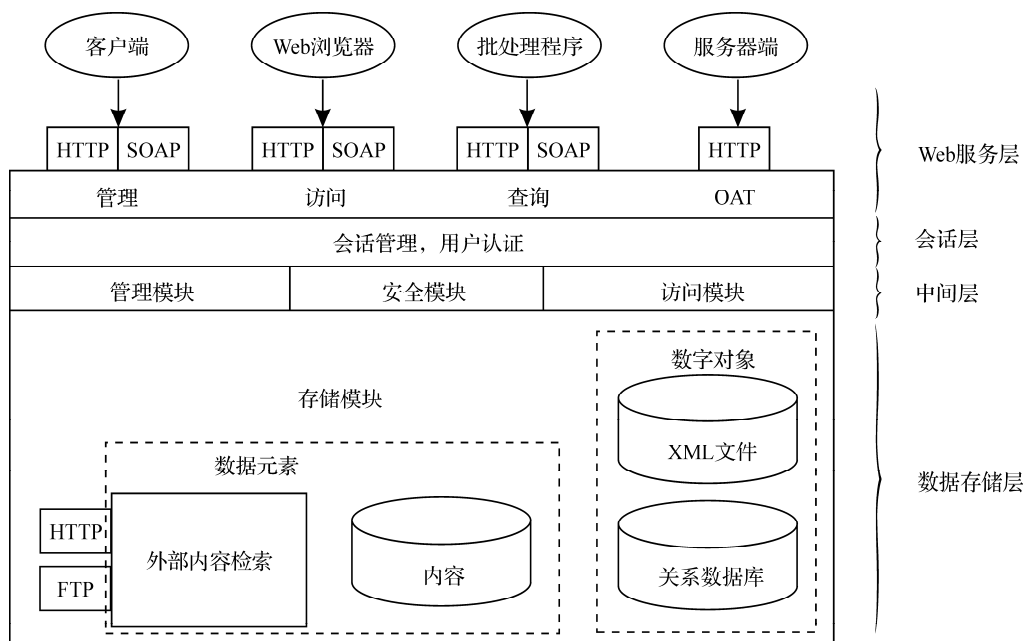 客户端 Web浏览器 批处理程序 服务器端
HTTP SOAP HTTP SOAP HTTP SOAP HTTP
Web服务层
管理 访问 查询 OAT
会话管理，用户认证
会话层
管理模块 安全模块 访问模块
中间层
数字对象
存储模块
XML文件
数据元素
数据存储层
HTTP
外部内容检索
内容
关系数据库
FTP